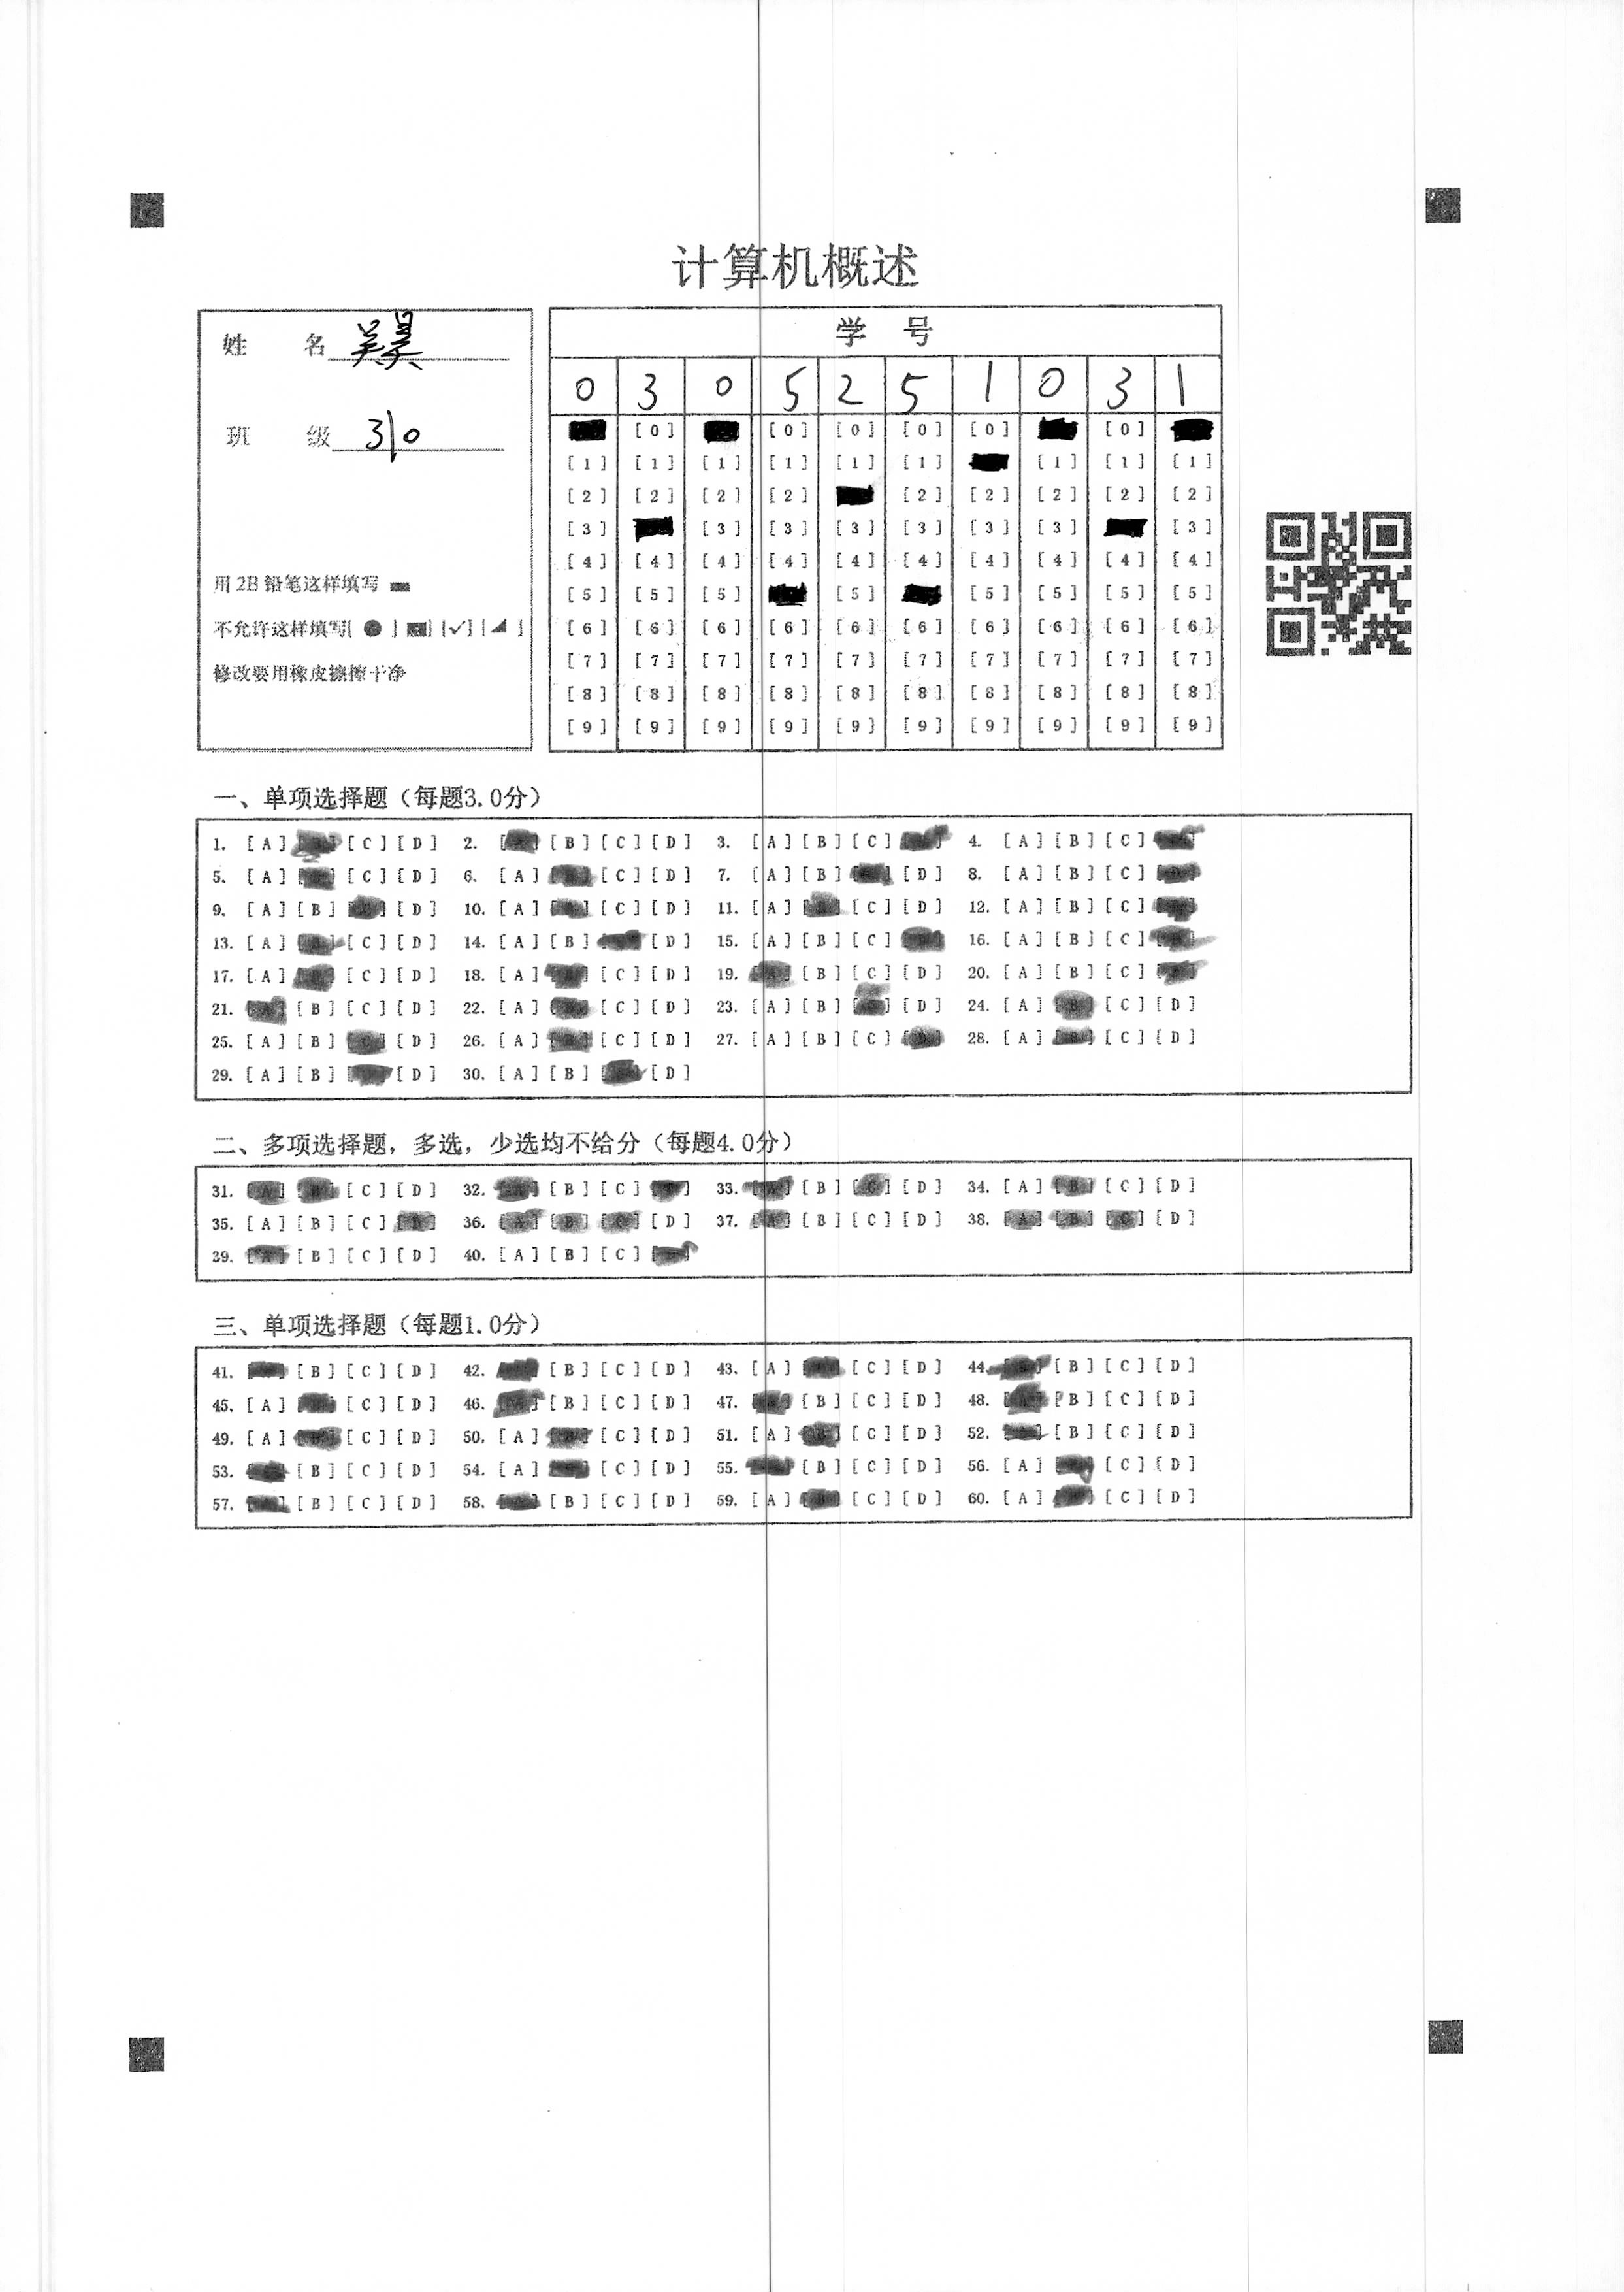 计算机概述
姓 名
班 级 310
用 2B 铅笔这样填写
不允许这样填写[ ● ] [ ] [✓] [ ]
修改要用橡皮擦擦干净
学 号
0 3 0 5 2 5 1 0 3 1
[0] [0] [0] [0] [0] [0]
[1] [1] [1] [1] [1] [1] [1] [1] [1]
[2] [2] [2] [2] [2] [2] [2] [2] [2]
[3] [3] [3] [3] [3] [3] [3] [3]
[4] [4] [4] [4] [4] [4] [4] [4] [4] [4]
[5] [5] [5] [5] [5] [5] [5] [5]
[6] [6] [6] [6] [6] [6] [6] [6] [6] [6]
[7] [7] [7] [7] [7] [7] [7] [7] [7] [7]
[8] [8] [8] [8] [8] [8] [8] [8] [8] [8]
[9] [9] [9] [9] [9] [9] [9] [9] [9] [9]
一、单项选择题（每题3.0分）
1. [A] [C] [D] 2. [B] [C] [D] 3. [A] [B] [C] 4. [A] [B] [C]
5. [A] [C] [D] 6. [A] [C] [D] 7. [A] [B] [D] 8. [A] [B] [C]
9. [A] [B] [D] 10. [A] [C] [D] 11. [A] [C] [D] 12. [A] [B] [C]
13. [A] [C] [D] 14. [A] [B] [D] 15. [A] [B] [C] 16. [A] [B] [C]
17. [A] [C] [D] 18. [A] [C] [D] 19. [B] [C] [D] 20. [A] [B] [C]
21. [B] [C] [D] 22. [A] [C] [D] 23. [A] [B] [D] 24. [A] [C] [D]
25. [A] [B] [D] 26. [A] [C] [D] 27. [A] [B] [C] 28. [A] [C] [D]
29. [A] [B] [D] 30. [A] [B] [D]
二、多项选择题，多选，少选均不给分（每题4.0分）
31. [C] [D] 32. [B] [C] 33. [B] [D] 34. [A] [C] [D]
35. [A] [B] [C] 36. [D] 37. [B] [C] [D] 38. [D]
39. [B] [C] [D] 40. [A] [B] [C]
三、单项选择题（每题1.0分）
41. [B] [C] [D] 42. [B] [C] [D] 43. [A] [C] [D] 44. [B] [C] [D]
45. [A] [C] [D] 46. [B] [C] [D] 47. [B] [C] [D] 48. [B] [C] [D]
49. [A] [C] [D] 50. [A] [C] [D] 51. [A] [C] [D] 52. [B] [C] [D]
53. [B] [C] [D] 54. [A] [C] [D] 55. [B] [C] [D] 56. [A] [C] [D]
57. [B] [C] [D] 58. [B] [C] [D] 59. [A] [C] [D] 60. [A] [C] [D]